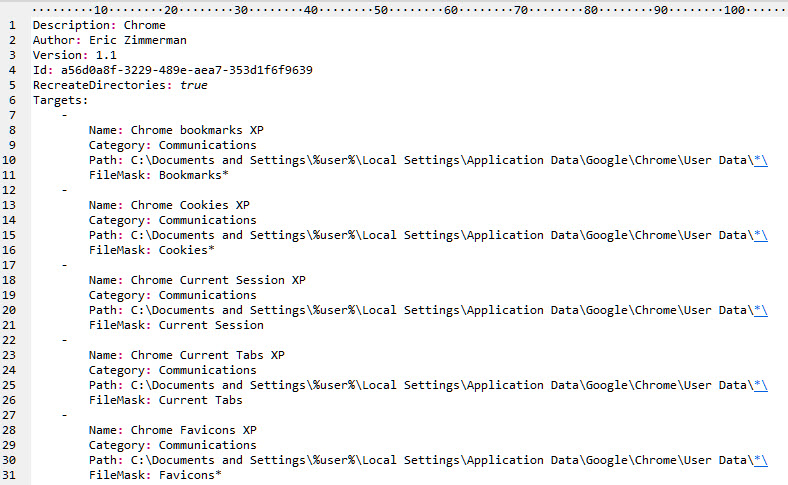 10 20 30 40 50 60 70 80 90 100
1 Description: Chrome
2 Author: Eric Zimmerman
3 Version: 1.1
4 Id: a56d0a8f-3229-489e-aea7-353d1f6f9639
5 RecreateDirectories: true
6 Targets:
7 -
8 Name: Chrome bookmarks XP
9 Category: Communications
10 Path: C:\Documents and Settings\%user%\Local Settings\Application Data\Google\Chrome\User Data\*\
11 FileMask: Bookmarks*
12 -
13 Name: Chrome Cookies XP
14 Category: Communications
15 Path: C:\Documents and Settings\%user%\Local Settings\Application Data\Google\Chrome\User Data\*\
16 FileMask: Cookies*
17 -
18 Name: Chrome Current Session XP
19 Category: Communications
20 Path: C:\Documents and Settings\%user%\Local Settings\Application Data\Google\Chrome\User Data\*\
21 FileMask: Current Session
22 -
23 Name: Chrome Current Tabs XP
24 Category: Communications
25 Path: C:\Documents and Settings\%user%\Local Settings\Application Data\Google\Chrome\User Data\*\
26 FileMask: Current Tabs
27 -
28 Name: Chrome Favicons XP
29 Category: Communications
30 Path: C:\Documents and Settings\%user%\Local Settings\Application Data\Google\Chrome\User Data\*\
31 FileMask: Favicons*